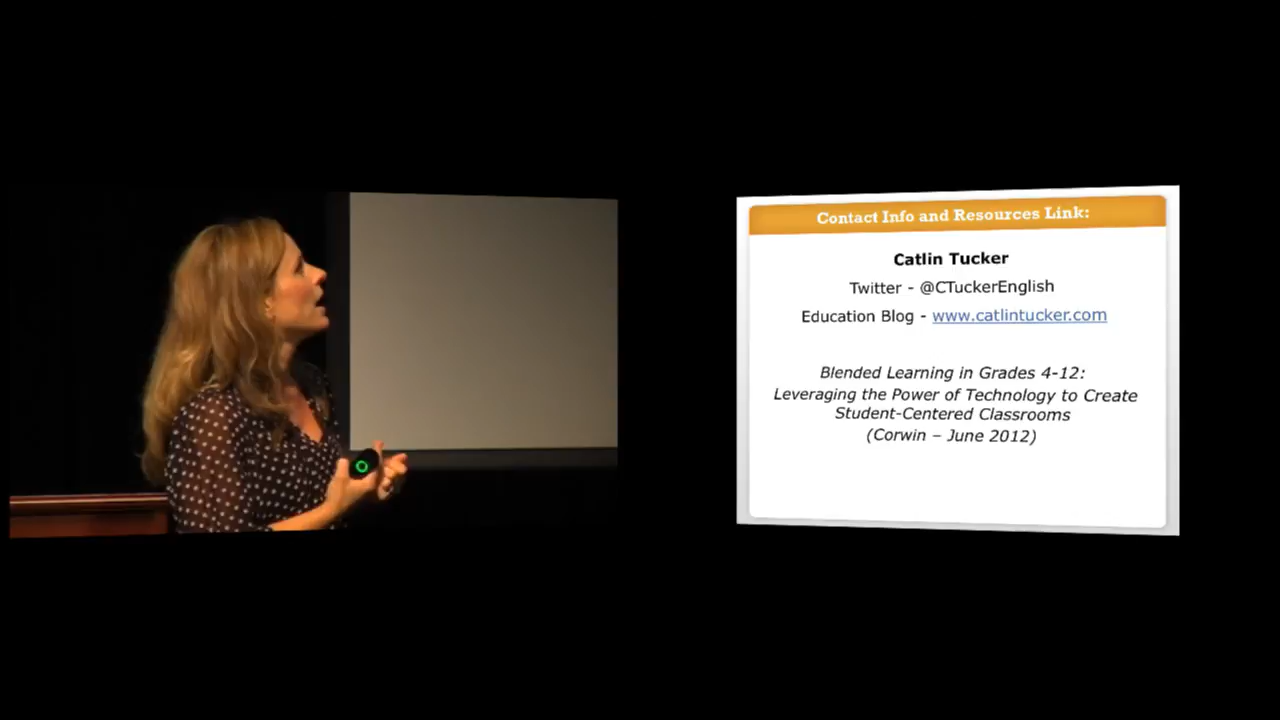 Contact Info and Resources Link:
Catlin Tucker
Twitter - @CTuckerEnglish
Education Blog - www.catlintucker.com
Blended Learning in Grades 4-12:
Leveraging the Power of Technology to Create
Student-Centered Classrooms
(Corwin – June 2012)